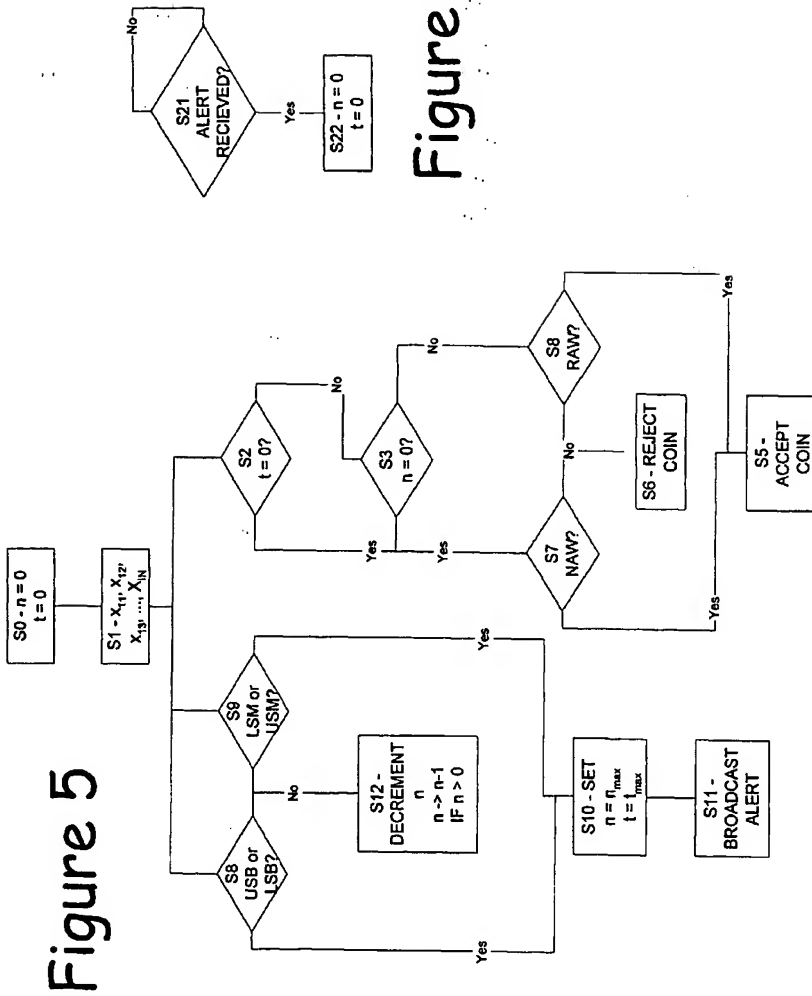 Figure 5
S0 - n = 0
t = 0
S1 - X11, X12,
X13, ..., XIN
S8
USB or
LSB?
S9
LSM or
USM?
No
S12 -
DECREMENT
n
n -> n-1
IF n > 0
Yes
Yes
S10 - SET
n = nmax
t = tmax
S11 -
BROADCAST
ALERT
S2
t = 0?
No
Yes
S3
n = 0?
No
Yes
S7
NAW?
No
S8
RAW?
S6 - REJECT
COIN
Yes
Yes
S5 -
ACCEPT
COIN
No
S21
ALERT
RECIEVED?
Yes
S22 - n = 0
t = 0
Figure